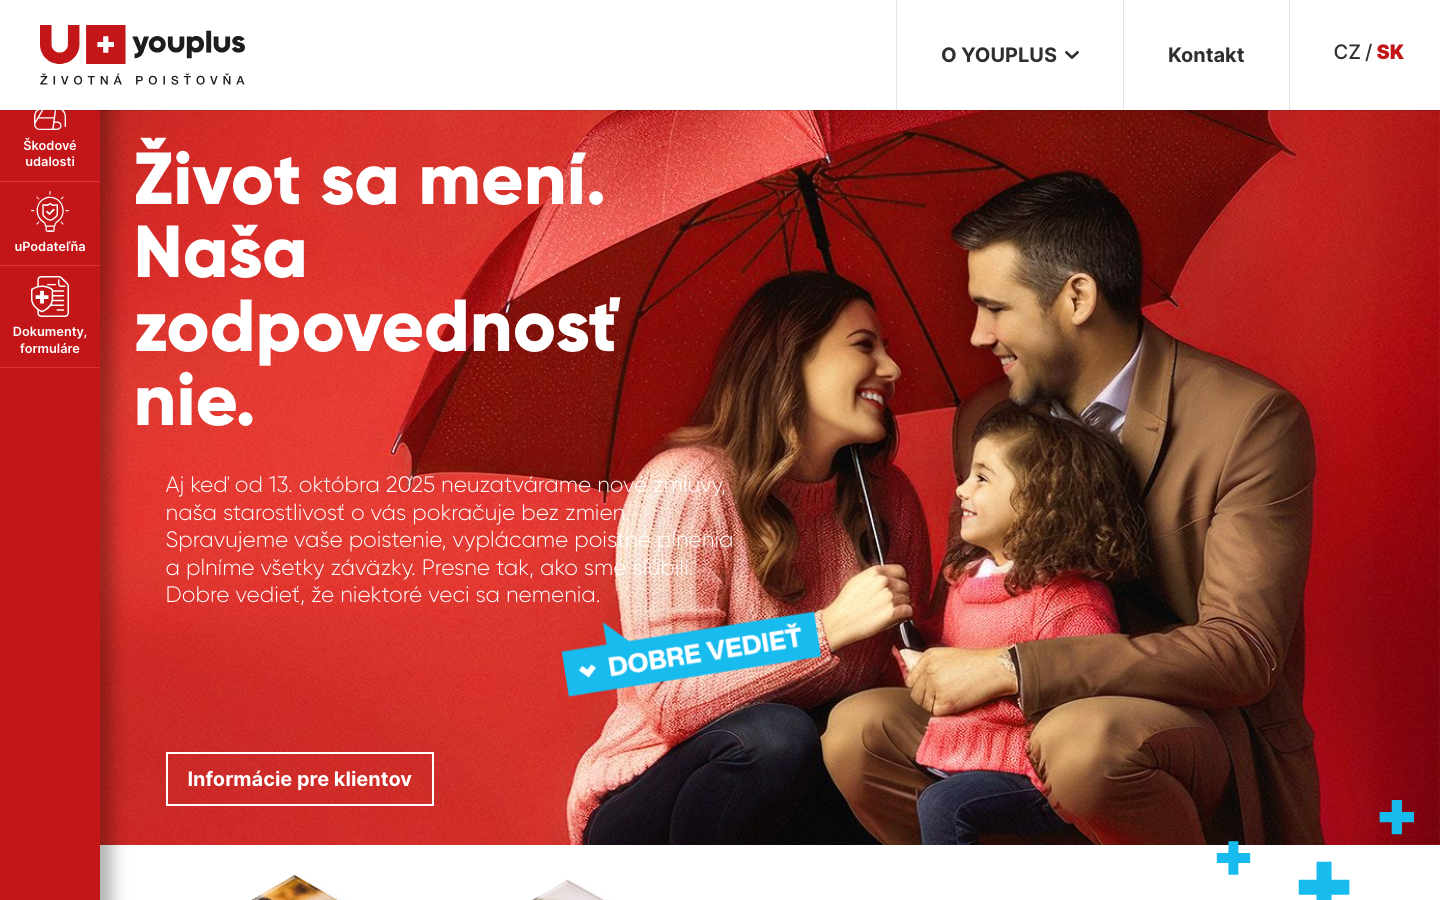 youplus
ŽIVOTNÁ POISŤOVŇA
O YOUPLUS
Kontakt
CZ / SK
Škodové
udalosti
uPodateľňa
Dokumenty,
formuláre
Život sa mení.
Naša
zodpovednosť
nie.
Aj keď od 13. októbra 2025 neuzatvárame nové zmluvy,
naša starostlivosť o vás pokračuje bez zmien.
Spravujeme vaše poistenie, vyplácame poistné plnenia
a plníme všetky záväzky. Presne tak, ako sme sľúbili.
Dobre vedieť, že niektoré veci sa nemenia.
DOBRE VEDIEŤ
Informácie pre klientov